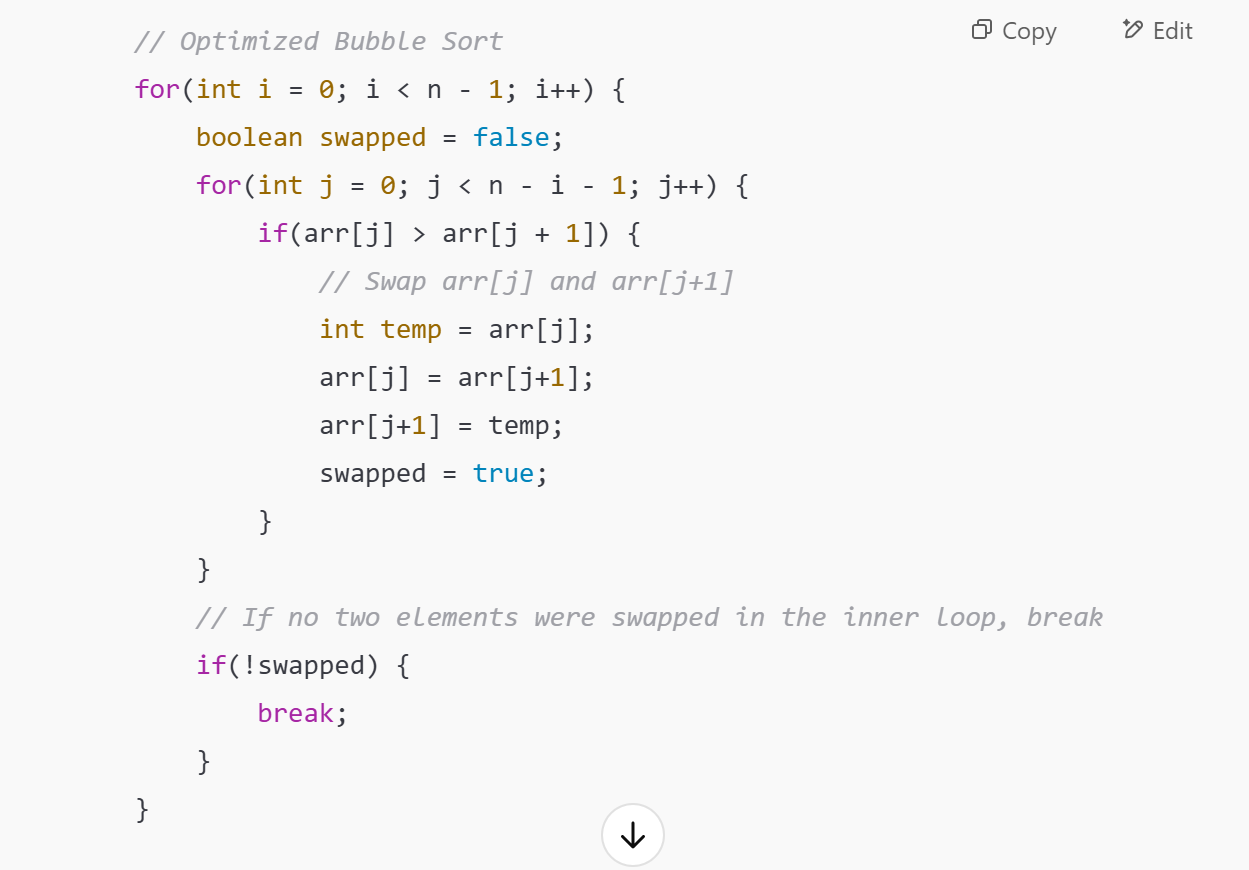 Copy Edit
// Optimized Bubble Sort
for(int i = 0; i < n - 1; i++) {
    boolean swapped = false;
    for(int j = 0; j < n - i - 1; j++) {
        if(arr[j] > arr[j + 1]) {
            // Swap arr[j] and arr[j+1]
            int temp = arr[j];
            arr[j] = arr[j+1];
            arr[j+1] = temp;
            swapped = true;
        }
    }
    // If no two elements were swapped in the inner loop, break
    if(!swapped) {
        break;
    }
}